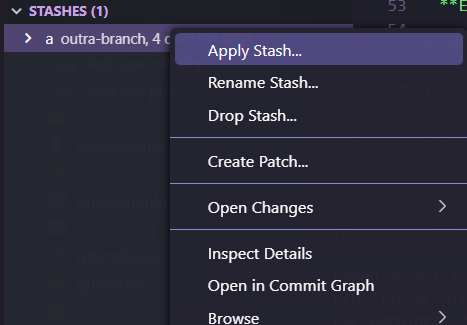 STASHES (1)
a outra-branch, 4 c
Apply Stash...
Rename Stash...
Drop Stash...
Create Patch...
Open Changes
Inspect Details
Open in Commit Graph
Browse
53 **E
54